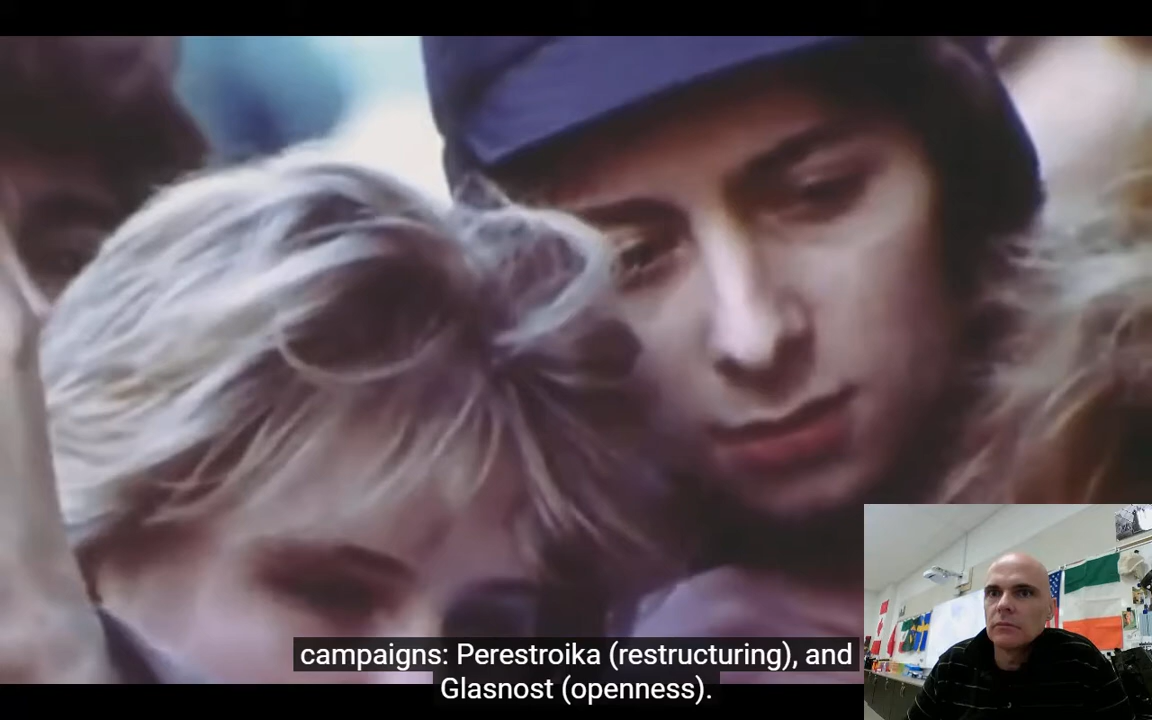 campaigns: Perestroika (restructuring), and
Glasnost (openness).